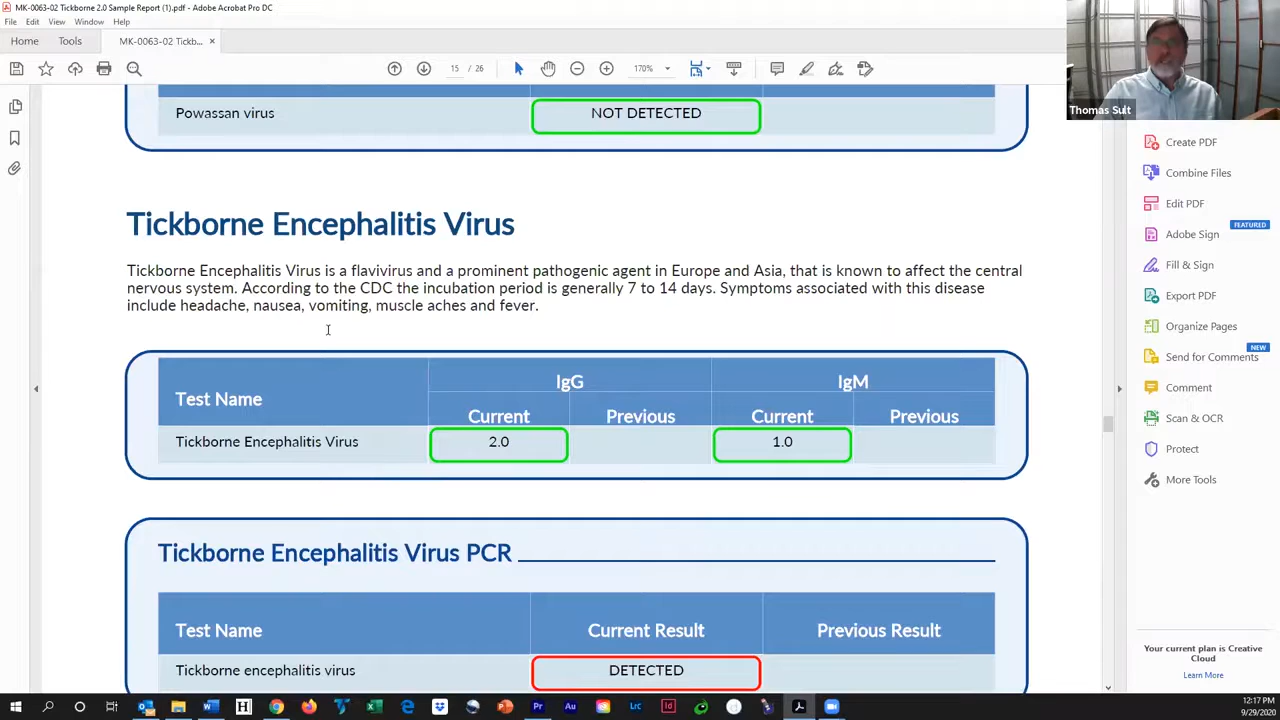 MK-0063-02 Tickborne 2.0 Sample Report (1).pdf - Adobe Acrobat Pro DC
File Edit View Window Help
Home Tools MK-0063-02 Tickb... ×
15 / 26 170%
Thomas Sult
Powassan virus NOT DETECTED
Tickborne Encephalitis Virus
Tickborne Encephalitis Virus is a flavivirus and a prominent pathogenic agent in Europe and Asia, that is known to affect the central
nervous system. According to the CDC the incubation period is generally 7 to 14 days. Symptoms associated with this disease
include headache, nausea, vomiting, muscle aches and fever.
Test Name IgG IgM
Current Previous Current Previous
Tickborne Encephalitis Virus 2.0 1.0
Tickborne Encephalitis Virus PCR
Test Name Current Result Previous Result
Tickborne encephalitis virus DETECTED
Create PDF
Combine Files
Edit PDF
FEATURED
Adobe Sign
Fill & Sign
Export PDF
Organize Pages
NEW
Send for Comments
Comment
Scan & OCR
Protect
More Tools
Your current plan is Creative
Cloud
Learn More
12:17 PM
9/29/2020